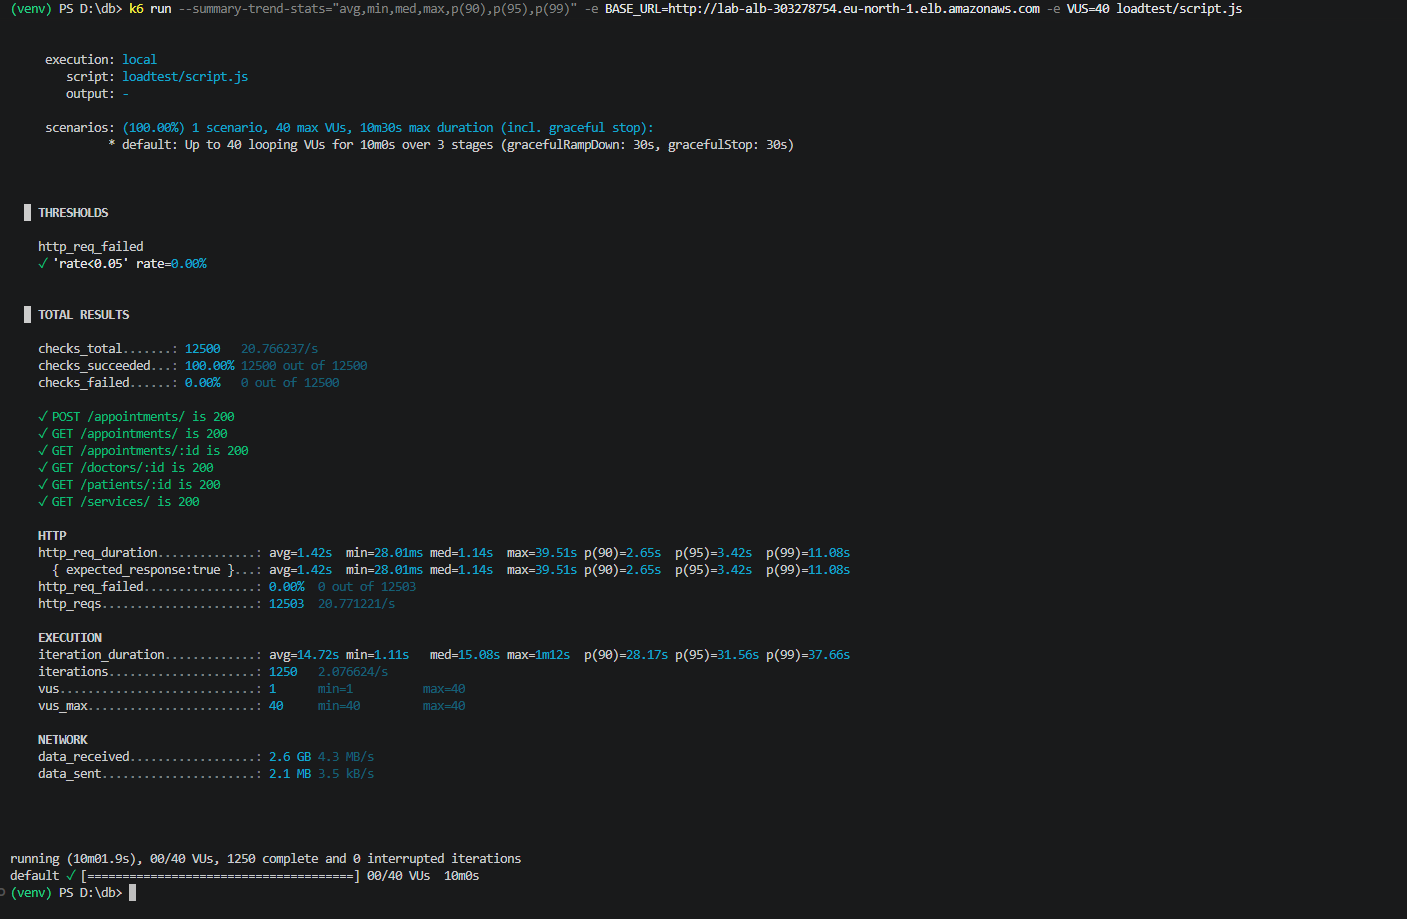 (venv) PS D:\db> k6 run --summary-trend-stats="avg,min,med,max,p(90),p(95),p(99)" -e BASE_URL=http://lab-alb-303278754.eu-north-1.elb.amazonaws.com -e VUS=40 loadtest/script.js
execution: local
script: loadtest/script.js
output: -
scenarios: (100.00%) 1 scenario, 40 max VUs, 10m30s max duration (incl. graceful stop):
* default: Up to 40 looping VUs for 10m0s over 3 stages (gracefulRampDown: 30s, gracefulStop: 30s)
█ THRESHOLDS
http_req_failed
✓ 'rate<0.05' rate=0.00%
█ TOTAL RESULTS
checks_total.......: 12500 20.766237/s
checks_succeeded...: 100.00% 12500 out of 12500
checks_failed......: 0.00% 0 out of 12500
✓ POST /appointments/ is 200
✓ GET /appointments/ is 200
✓ GET /appointments/:id is 200
✓ GET /doctors/:id is 200
✓ GET /patients/:id is 200
✓ GET /services/ is 200
HTTP
http_req_duration..............: avg=1.42s min=28.01ms med=1.14s max=39.51s p(90)=2.65s p(95)=3.42s p(99)=11.08s
{ expected_response:true }...: avg=1.42s min=28.01ms med=1.14s max=39.51s p(90)=2.65s p(95)=3.42s p(99)=11.08s
http_req_failed................: 0.00% 0 out of 12503
http_reqs......................: 12503 20.771221/s
EXECUTION
iteration_duration.............: avg=14.72s min=1.11s med=15.08s max=1m12s p(90)=28.17s p(95)=31.56s p(99)=37.66s
iterations.....................: 1250 2.076624/s
vus............................: 1 min=1 max=40
vus_max........................: 40 min=40 max=40
NETWORK
data_received..................: 2.6 GB 4.3 MB/s
data_sent......................: 2.1 MB 3.5 kB/s
running (10m01.9s), 00/40 VUs, 1250 complete and 0 interrupted iterations
default ✓ [======================================] 00/40 VUs 10m0s
(venv) PS D:\db>